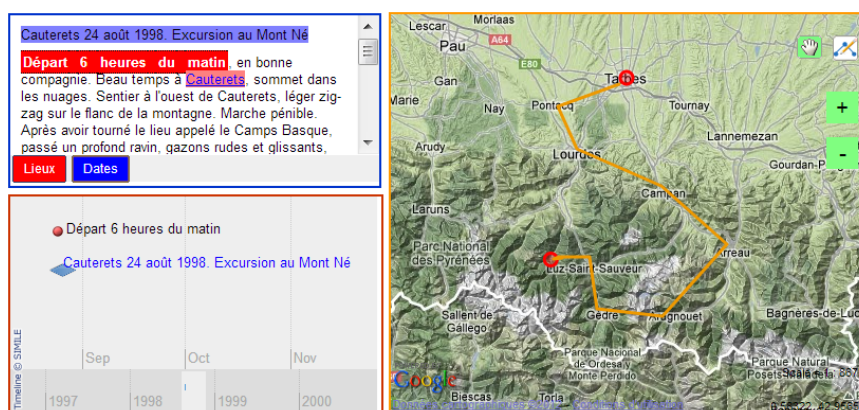 Cauterets 24 août 1998. Excursion au Mont Né
Départ 6 heures du matin, en bonne
compagnie. Beau temps à Cauterets, sommet dans
les nuages. Sentier à l'ouest de Cauterets, léger zig-
zag sur le flanc de la montagne. Marche pénible.
Après avoir tourné le lieu appelé le Camps Basque,
passé un profond ravin, gazons rudes et glissants,
Lieux
Dates
Départ 6 heures du matin
Cauterets 24 août 1998. Excursion au Mont Né
Timeline © SIMILE
Sep
Oct
Nov
1997
1998
1999
2000
Lescar
Morlaas
A64
Pau
E80
Tarbes
Gan
Marie
Nay
Pontacq
Tournay
+
Arudy
Lourdes
Lannemezan
-
Gourdan-P
Campan
Laruns
Parc National
des Pyrénées
Arreau
Luz-Saint-Sauveur
Sallent de
Gállego
Gèdre
Aragnouet
Bagnères-de-Luc
Parque Nacional
de Ordesa y
Monte Perdido
Parque Natural
Posets-Maladeta
Google
Biescas
Torla